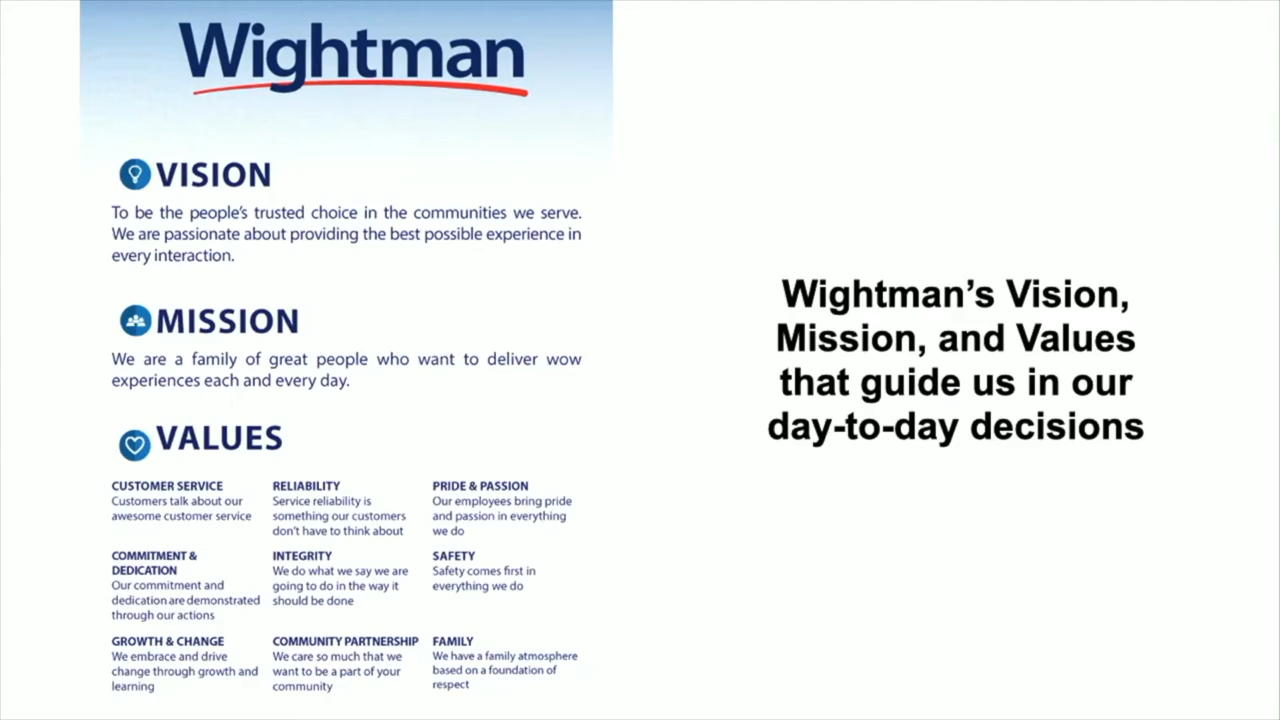 Wightman
VISION
To be the people's trusted choice in the communities we serve.
We are passionate about providing the best possible experience in
every interaction.
MISSION
We are a family of great people who want to deliver wow
experiences each and every day.
VALUES
CUSTOMER SERVICE
Customers talk about our
awesome customer service
RELIABILITY
Service reliability is
something our customers
don't have to think about
PRIDE & PASSION
Our employees bring pride
and passion in everything
we do
COMMITMENT &
DEDICATION
Our commitment and
dedication are demonstrated
through our actions
INTEGRITY
We do what we say we are
going to do in the way it
should be done
SAFETY
Safety comes first in
everything we do
GROWTH & CHANGE
We embrace and drive
change through growth and
learning
COMMUNITY PARTNERSHIP
We care so much that we
want to be a part of your
community
FAMILY
We have a family atmosphere
based on a foundation of
respect
Wightman’s Vision,
Mission, and Values
that guide us in our
day-to-day decisions